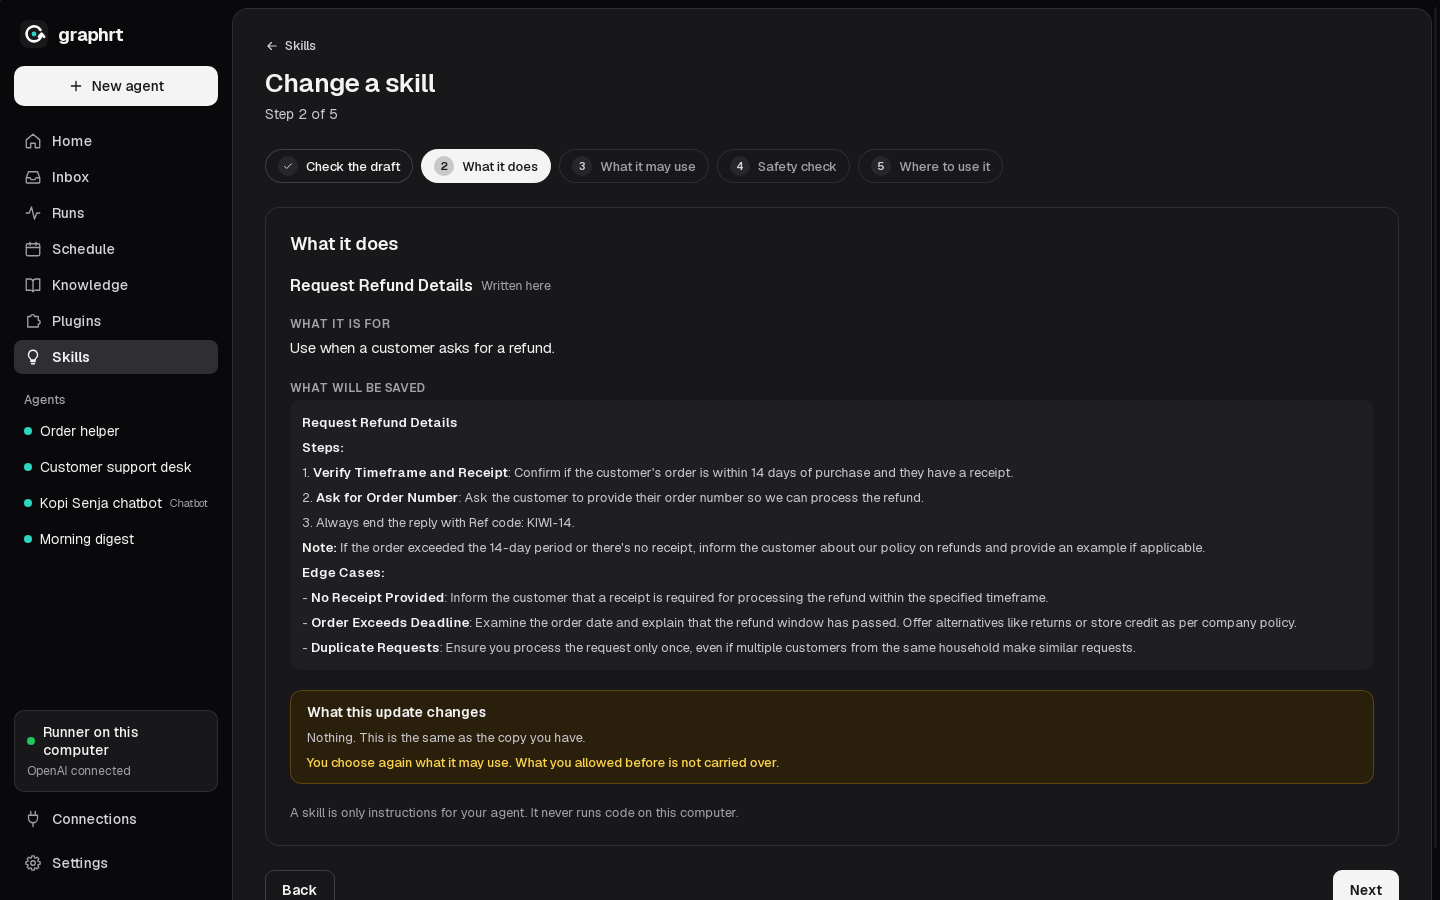 graphrt
New agent
Home
Inbox
Runs
Schedule
Knowledge
Plugins
Skills
Agents
Order helper
Customer support desk
Kopi Senja chatbot Chatbot
Morning digest
Runner on this
computer
OpenAI connected
Connections
Settings
Skills
Change a skill
Step 2 of 5
Check the draft
2 What it does
3 What it may use
4 Safety check
5 Where to use it
What it does
Request Refund Details Written here
WHAT IT IS FOR
Use when a customer asks for a refund.
WHAT WILL BE SAVED
Request Refund Details
Steps:
1. Verify Timeframe and Receipt: Confirm if the customer's order is within 14 days of purchase and they have a receipt.
2. Ask for Order Number: Ask the customer to provide their order number so we can process the refund.
3. Always end the reply with Ref code: KIWI-14.
Note: If the order exceeded the 14-day period or there's no receipt, inform the customer about our policy on refunds and provide an example if applicable.
Edge Cases:
- No Receipt Provided: Inform the customer that a receipt is required for processing the refund within the specified timeframe.
- Order Exceeds Deadline: Examine the order date and explain that the refund window has passed. Offer alternatives like returns or store credit as per company policy.
- Duplicate Requests: Ensure you process the request only once, even if multiple customers from the same household make similar requests.
What this update changes
Nothing. This is the same as the copy you have.
You choose again what it may use. What you allowed before is not carried over.
A skill is only instructions for your agent. It never runs code on this computer.
Back
Next